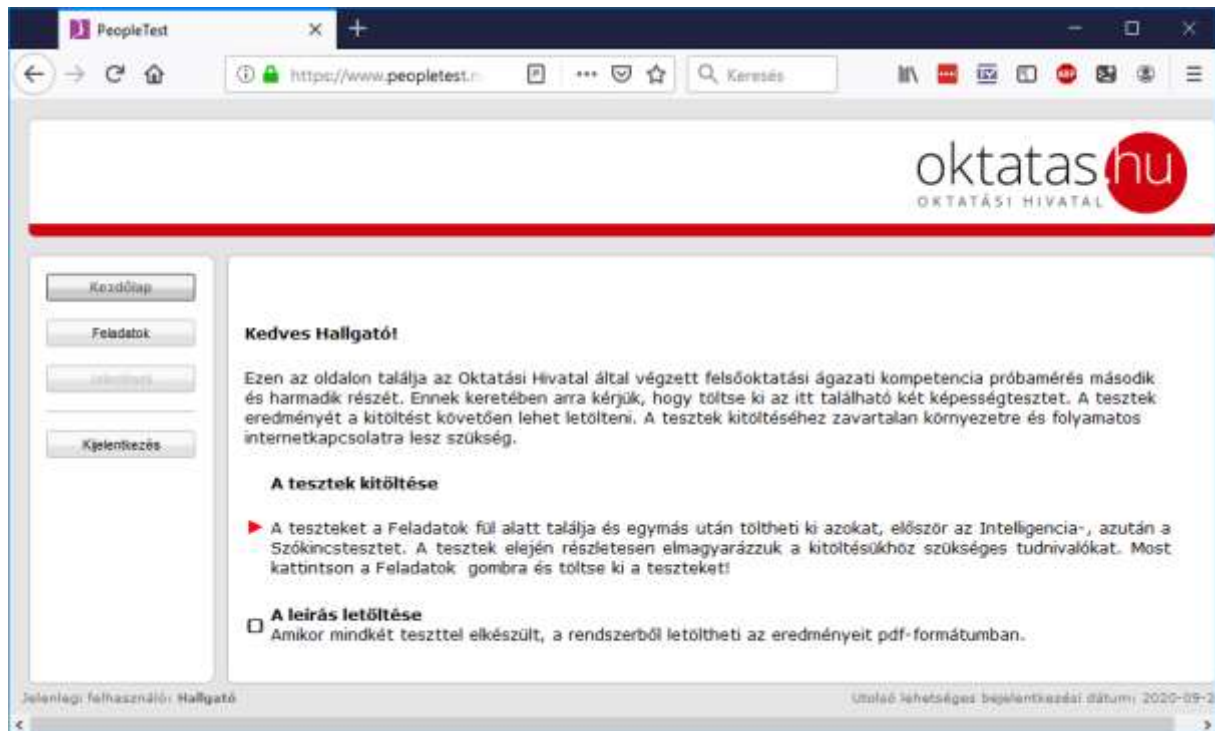 PeopleTest
https://www.peopletest.
Keresés
oktatas.hu
OKTATÁSI HIVATAL
Kezdőlap
Feladatok
Kijelentkezés
Kedves Hallgató!
Ezen az oldalon találja az Oktatási Hivatal által végzett felsőoktatási ágazati kompetencia próbamérés második
és harmadik részét. Ennek keretében arra kérjük, hogy töltse ki az itt található két képességtesztet. A tesztek
eredményét a kitöltést követően lehet letölteni. A tesztek kitöltéséhez zavartalan környezetre és folyamatos
internetkapcsolatra lesz szükség.
A tesztek kitöltése
A teszteket a Feladatok fül alatt találja és egymás után töltheti ki azokat, először az Intelligencia-, azután a
Szókincstesztet. A tesztek elején részletesen elmagyarázzuk a kitöltésükhöz szükséges tudnivalókat. Most
kattintson a Feladatok gombra és töltse ki a teszteket!
A leírás letöltése
Amikor mindkét teszttel elkészült, a rendszerből letöltheti az eredményeit pdf-formátumban.
Jelenlegi felhasználó: Hallgató
Utolsó lehetséges bejelentkezési dátum: 2020-09-2